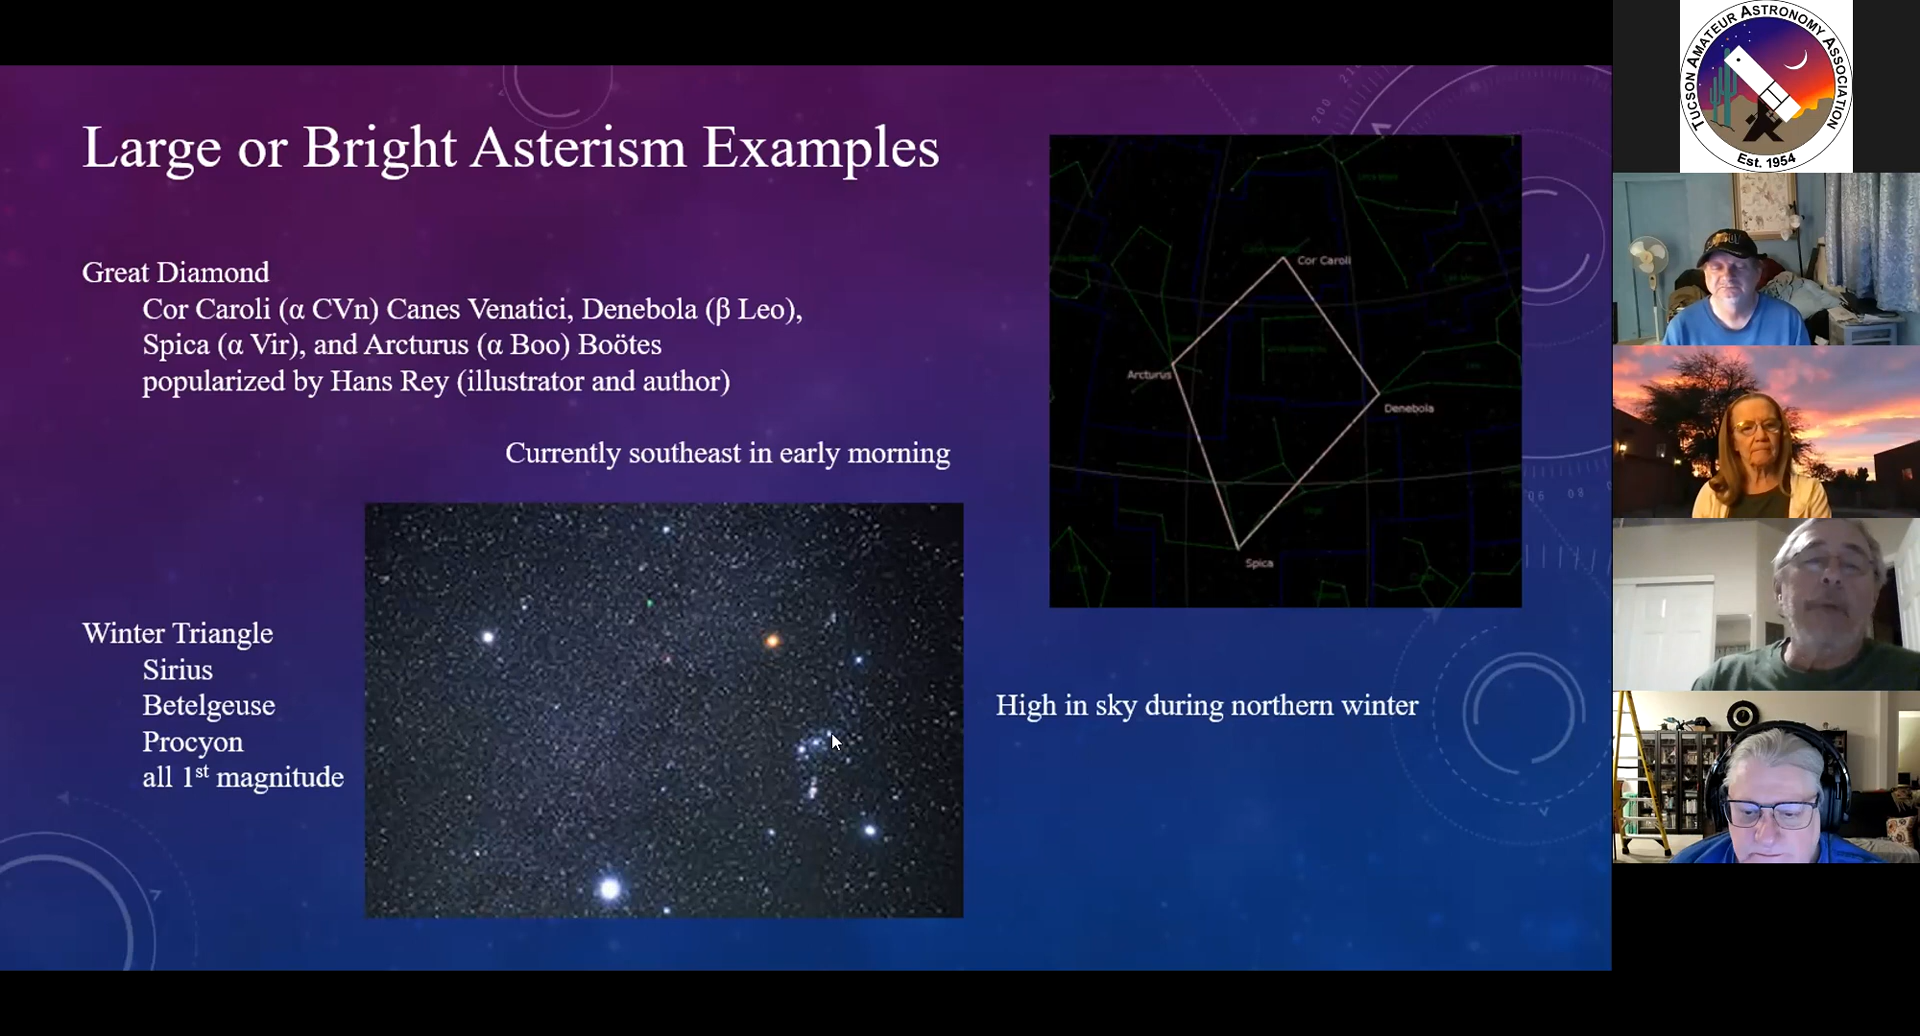 Large or Bright Asterism Examples
Great Diamond
Cor Caroli (α CVn) Canes Venatici, Denebola (β Leo),
Spica (α Vir), and Arcturus (α Boo) Boötes
popularized by Hans Rey (illustrator and author)
Currently southeast in early morning
Cor Caroli
Arcturus
Denebola
Spica
Winter Triangle
Sirius
Betelgeuse
Procyon
all 1st magnitude
High in sky during northern winter
TUCSON AMATEUR ASTRONOMY ASSOCIATION
Est. 1954